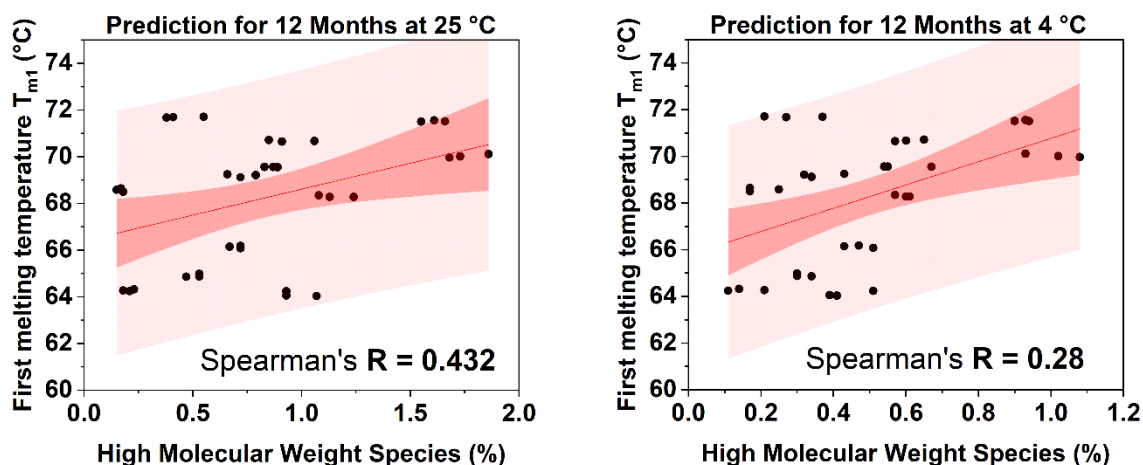 Prediction for 12 Months at 25 °C
First melting temperature Tm1 (°C)
74
72
70
68
66
64
62
60
Spearman's R = 0.432
0.0 0.5 1.0 1.5 2.0
High Molecular Weight Species (%)
Prediction for 12 Months at 4 °C
First melting temperature Tm1 (°C)
74
72
70
68
66
64
62
60
Spearman's R = 0.28
0.0 0.2 0.4 0.6 0.8 1.0 1.2
High Molecular Weight Species (%)